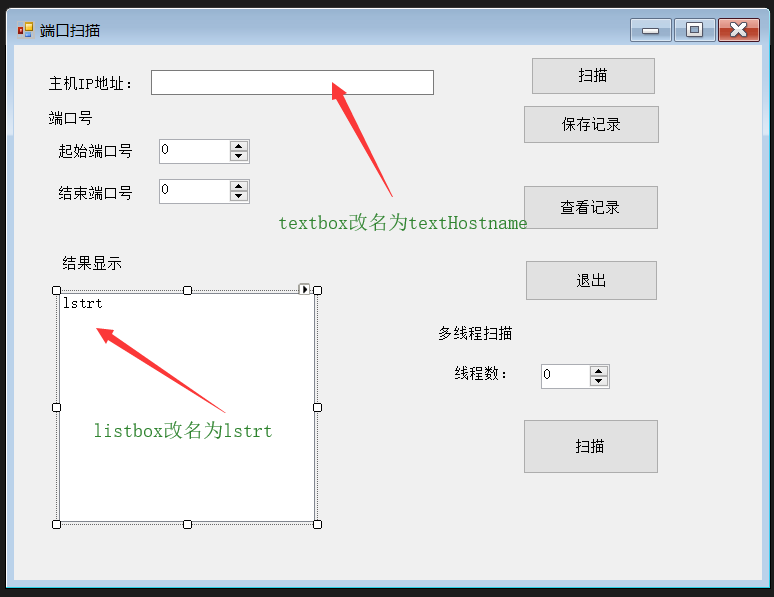 端口扫描
主机IP地址：
扫描
端口号
保存记录
起始端口号 0
结束端口号 0
查看记录
textbox改名为textHostname
结果显示
退出
lstrt
多线程扫描
线程数： 0
listbox改名为lstrt
扫描